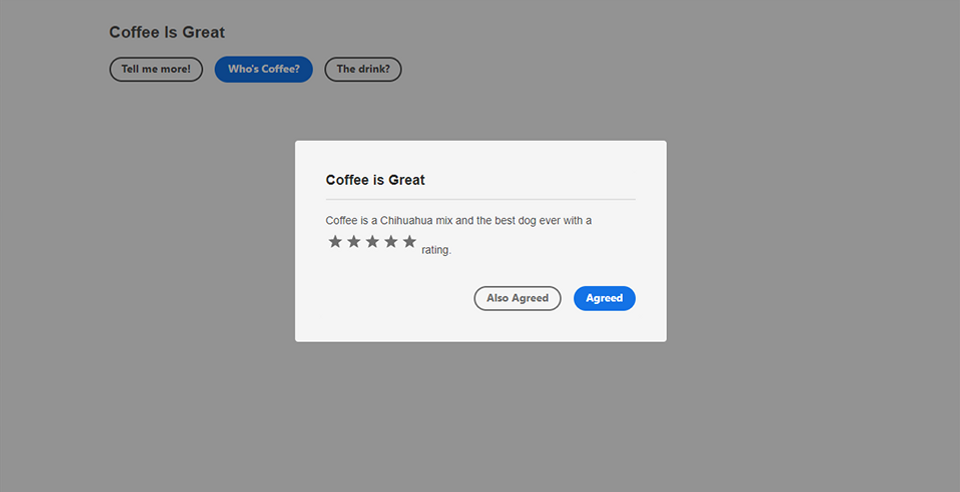 Coffee Is Great
Tell me more! Who's Coffee? The drink?
Coffee is Great
Coffee is a Chihuahua mix and the best dog ever with a
★★★★★ rating.
Also Agreed Agreed